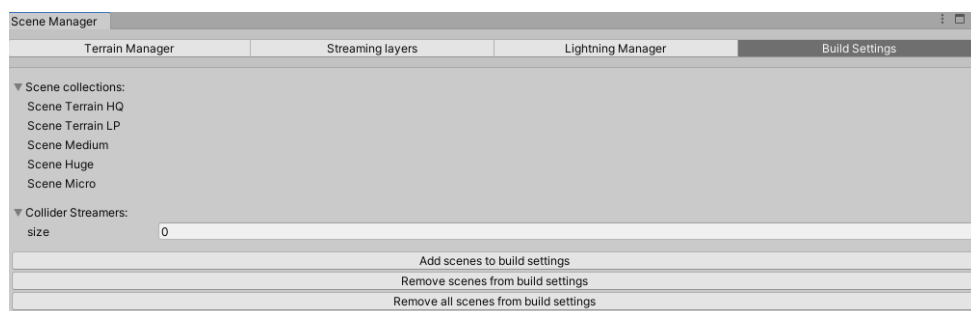 Scene Manager
Terrain Manager Streaming layers Lightning Manager Build Settings
Scene collections:
Scene Terrain HQ
Scene Terrain LP
Scene Medium
Scene Huge
Scene Micro
Collider Streamers:
size 0
Add scenes to build settings
Remove scenes from build settings
Remove all scenes from build settings